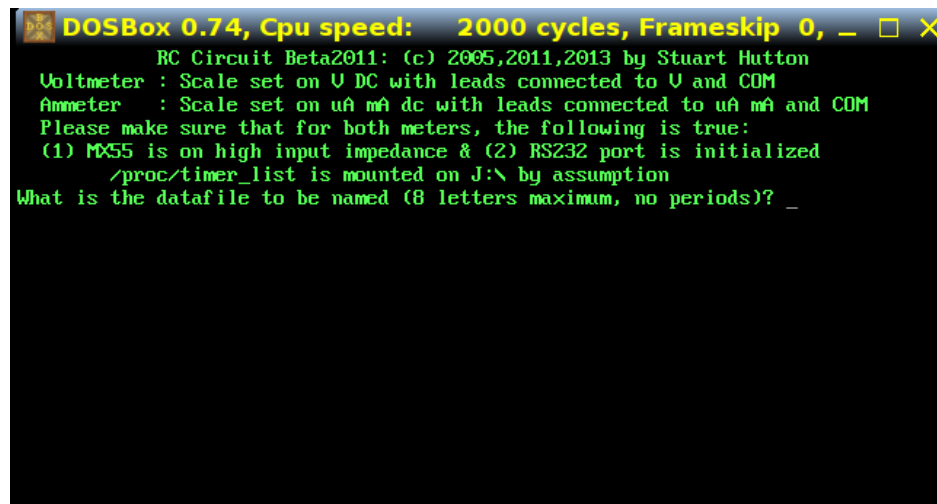 DOSBox 0.74, Cpu speed: 2000 cycles, Frameskip 0,
RC Circuit Beta2011: (c) 2005,2011,2013 by Stuart Hutton
Voltmeter : Scale set on V DC with leads connected to V and COM
Ammeter : Scale set on uA mA dc with leads connected to uA mA and COM
Please make sure that for both meters, the following is true:
(1) MX55 is on high input impedance & (2) RS232 port is initialized
/proc/timer_list is mounted on J:\ by assumption
What is the datafile to be named (8 letters maximum, no periods)? _